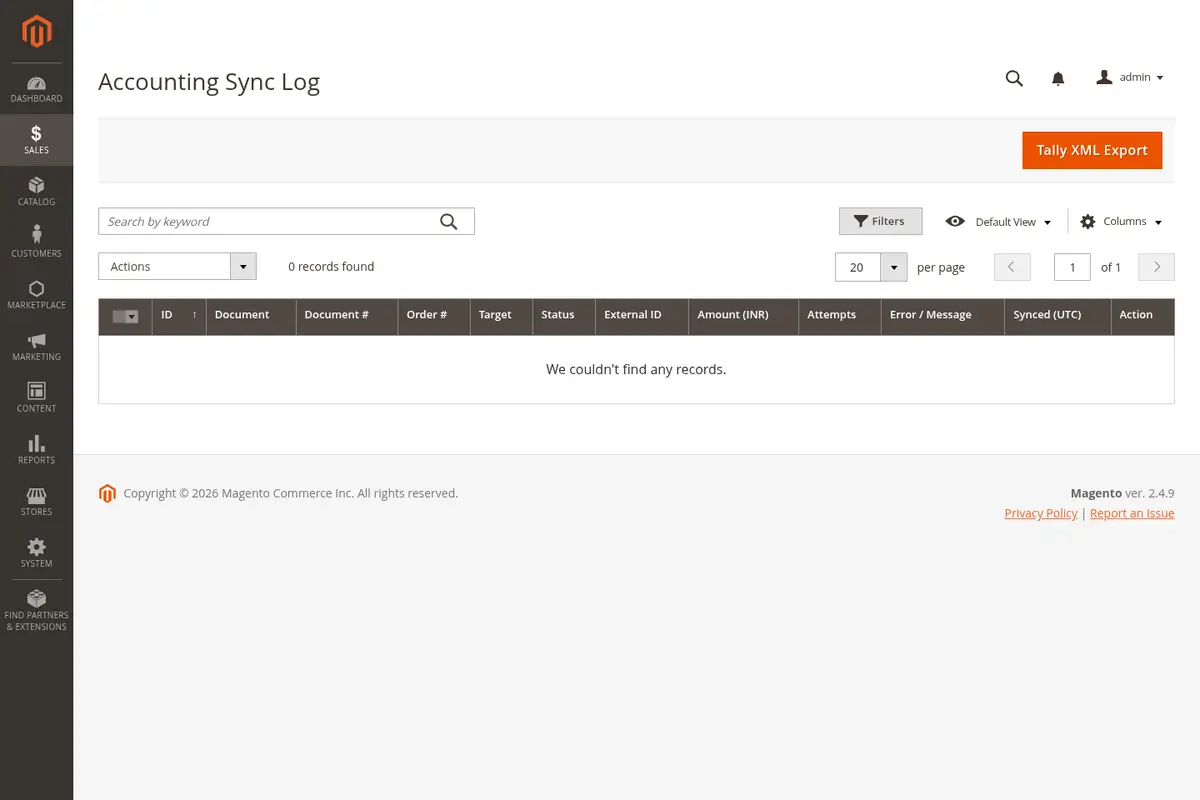 DASHBOARD
SALES
CATALOG
CUSTOMERS
MARKETPLACE
MARKETING
CONTENT
REPORTS
STORES
SYSTEM
FIND PARTNERS
& EXTENSIONS
Accounting Sync Log
admin
Tally XML Export
Search by keyword
Filters
Default View
Columns
Actions
0 records found
20
per page
1
of 1
ID ↑ Document Document # Order # Target Status External ID Amount (INR) Attempts Error / Message Synced (UTC) Action
We couldn't find any records.
Copyright © 2026 Magento Commerce Inc. All rights reserved.
Magento ver. 2.4.9
Privacy Policy | Report an Issue